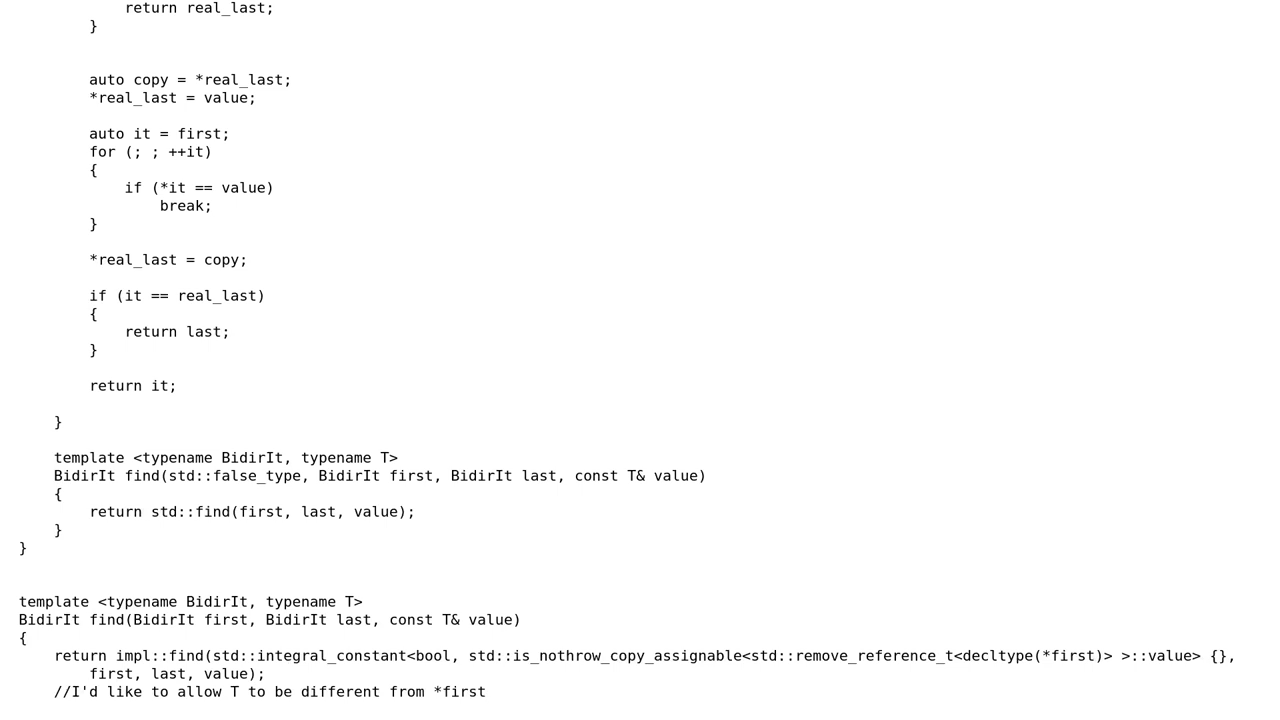 return real_last;
        }


        auto copy = *real_last;
        *real_last = value;

        auto it = first;
        for (; ; ++it)
        {
            if (*it == value)
                break;
        }

        *real_last = copy;

        if (it == real_last)
        {
            return last;
        }

        return it;

    }

    template <typename BidirIt, typename T>
    BidirIt find(std::false_type, BidirIt first, BidirIt last, const T& value)
    {
        return std::find(first, last, value);
    }
}


template <typename BidirIt, typename T>
BidirIt find(BidirIt first, BidirIt last, const T& value)
{
    return impl::find(std::integral_constant<bool, std::is_nothrow_copy_assignable<std::remove_reference_t<decltype(*first)> >::value> {},
        first, last, value);
    //I'd like to allow T to be different from *first